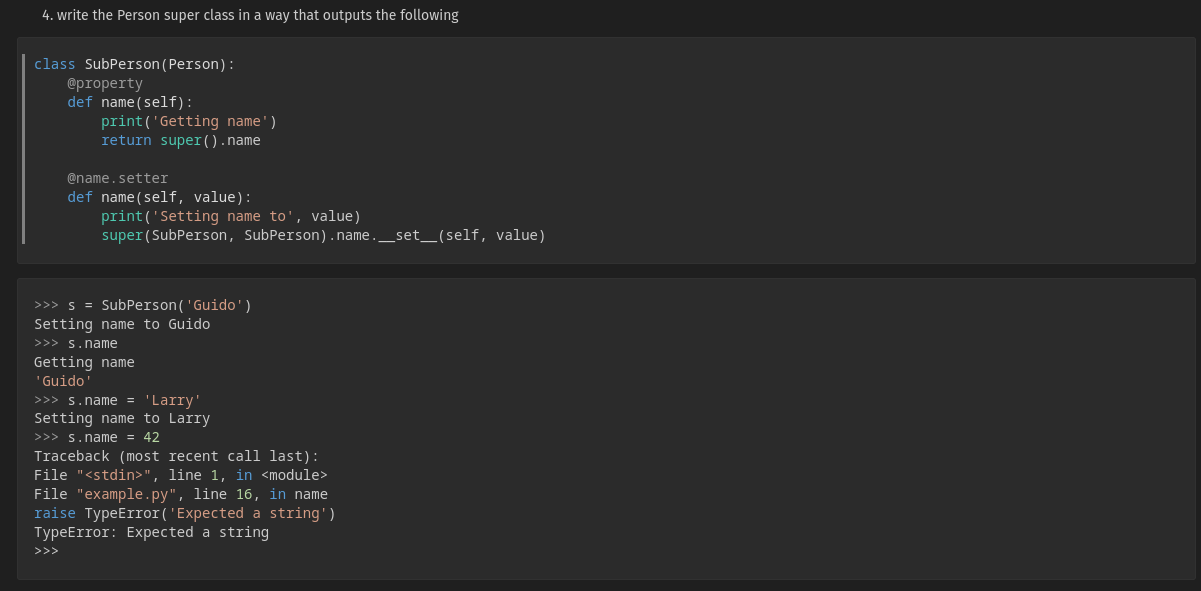 4. write the Person super class in a way that outputs the following
class SubPerson(Person):
    @property
    def name(self):
        print('Getting name')
        return super().name
    @name.setter
    def name(self, value):
        print('Setting name to', value)
        super(SubPerson, SubPerson).name.__set__(self, value)
>>> s = SubPerson('Guido')
Setting name to Guido
>>> s.name
Getting name
'Guido'
>>> s.name = 'Larry'
Setting name to Larry
>>> s.name = 42
Traceback (most recent call last):
File "<stdin>", line 1, in <module>
File "example.py", line 16, in name
raise TypeError('Expected a string')
TypeError: Expected a string
>>>